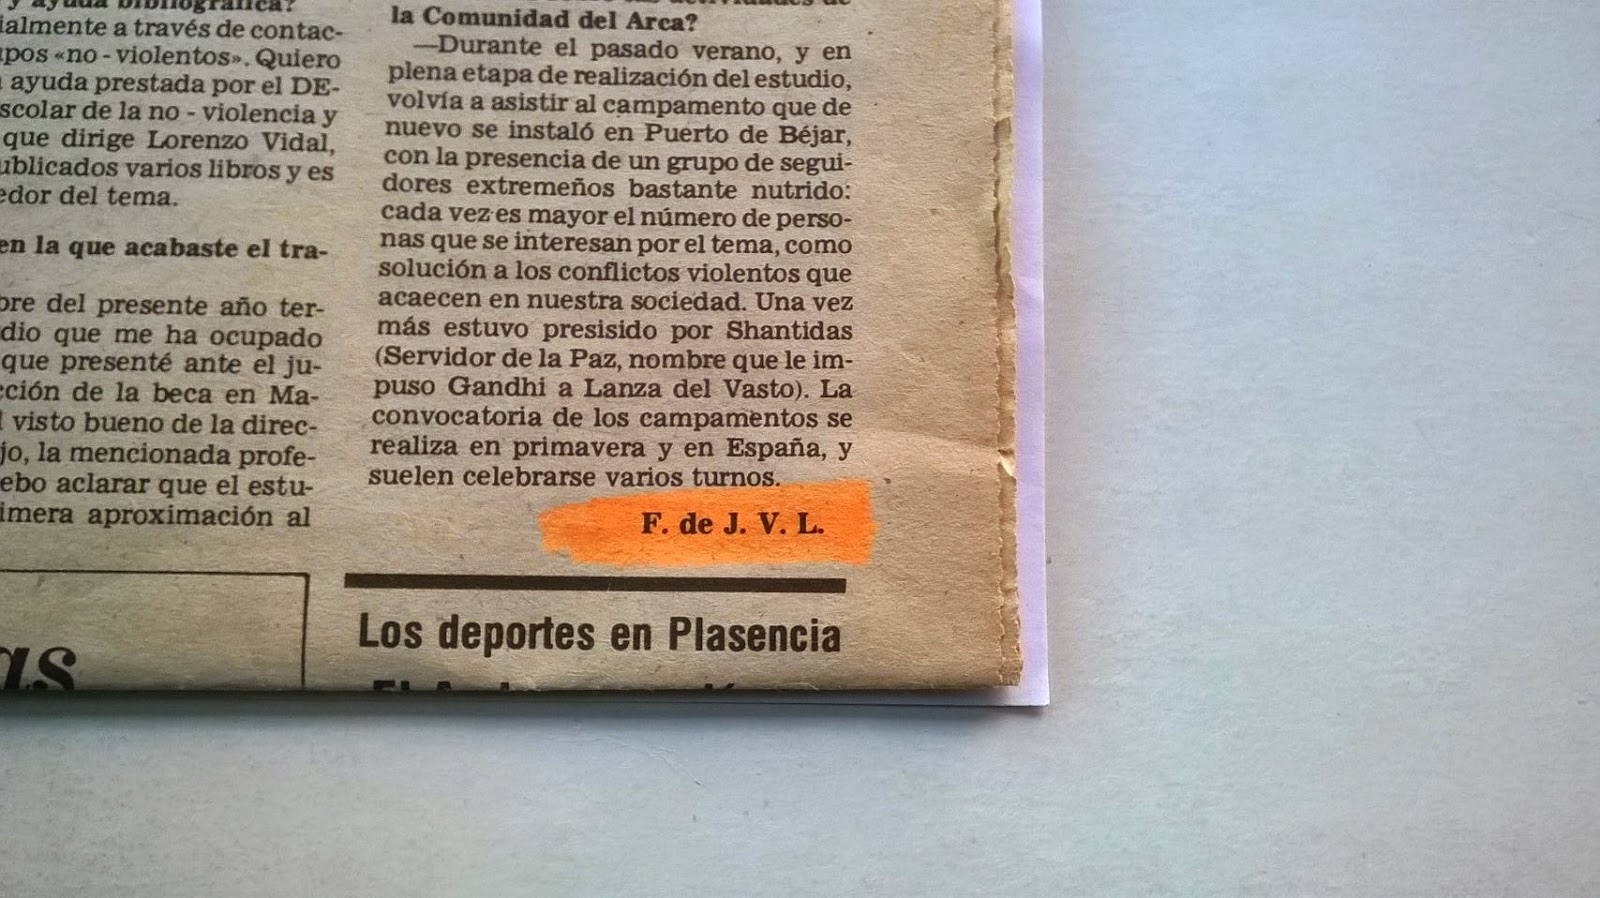 y ayuda bibliográfica?
ialmente a través de contac-
pos «no - violentos». Quiero
ayuda prestada por el DE-
scolar de la no - violencia y
que dirige Lorenzo Vidal,
ublicados varios libros y es
edor del tema.
en la que acabaste el tra-
bre del presente año ter-
dio que me ha ocupado
que presenté ante el ju-
cción de la beca en Ma-
l visto bueno de la direc-
jo, la mencionada profe-
ebo aclarar que el estu-
imera aproximación al
as
la Comunidad del Arca?
—Durante el pasado verano, y en
plena etapa de realización del estudio,
volvía a asistir al campamento que de
nuevo se instaló en Puerto de Béjar,
con la presencia de un grupo de segui-
dores extremeños bastante nutrido:
cada vez es mayor el número de perso-
nas que se interesan por el tema, como
solución a los conflictos violentos que
acaecen en nuestra sociedad. Una vez
más estuvo presisido por Shantidas
(Servidor de la Paz, nombre que le im-
puso Gandhi a Lanza del Vasto). La
convocatoria de los campamentos se
realiza en primavera y en España, y
suelen celebrarse varios turnos.
F. de J. V. L.
Los deportes en Plasencia